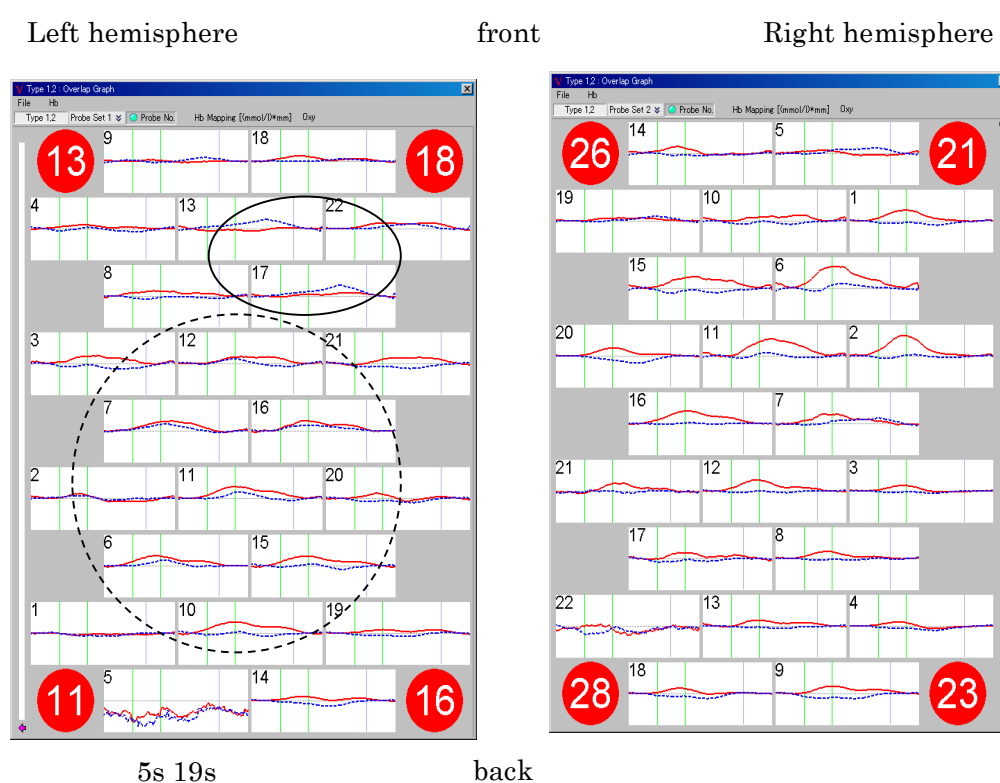 Left hemisphere front Right hemisphere
Type 1,2 : Overlap Graph
File Hb
Type 1,2 Probe Set 1 Probe No. Hb Mapping [(mmol/l)*mm] Oxy
13 9 18 18
4 13 22
8 17
3 12 21
7 16
2 11 20
6 15
1 10 19
11 5 14 16
Type 1,2 : Overlap Graph
File Hb
Type 1,2 Probe Set 2 Probe No. Hb Mapping [(mmol/l)*mm] Oxy
26 14 5 21
19 10 1
15 6
20 11 2
16 7
21 12 3
17 8
22 13 4
28 18 9 23
5s 19s back